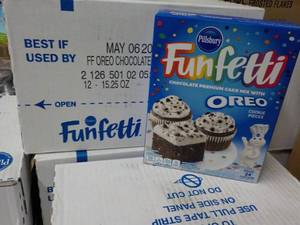 BEST IF
USED BY
MAY 06 20
FF OREO CHOCOLATE
2 126 501 02 05
12 - 15.25 OZ
OPEN
Funfetti
Pillsbury
Funfetti
CHOCOLATE PREMIUM CAKE MIX WITH
OREO
COOKIE
PIECES
DO NOT CUT
ON SIDE PANEL
USE PULL TAPE STRIP